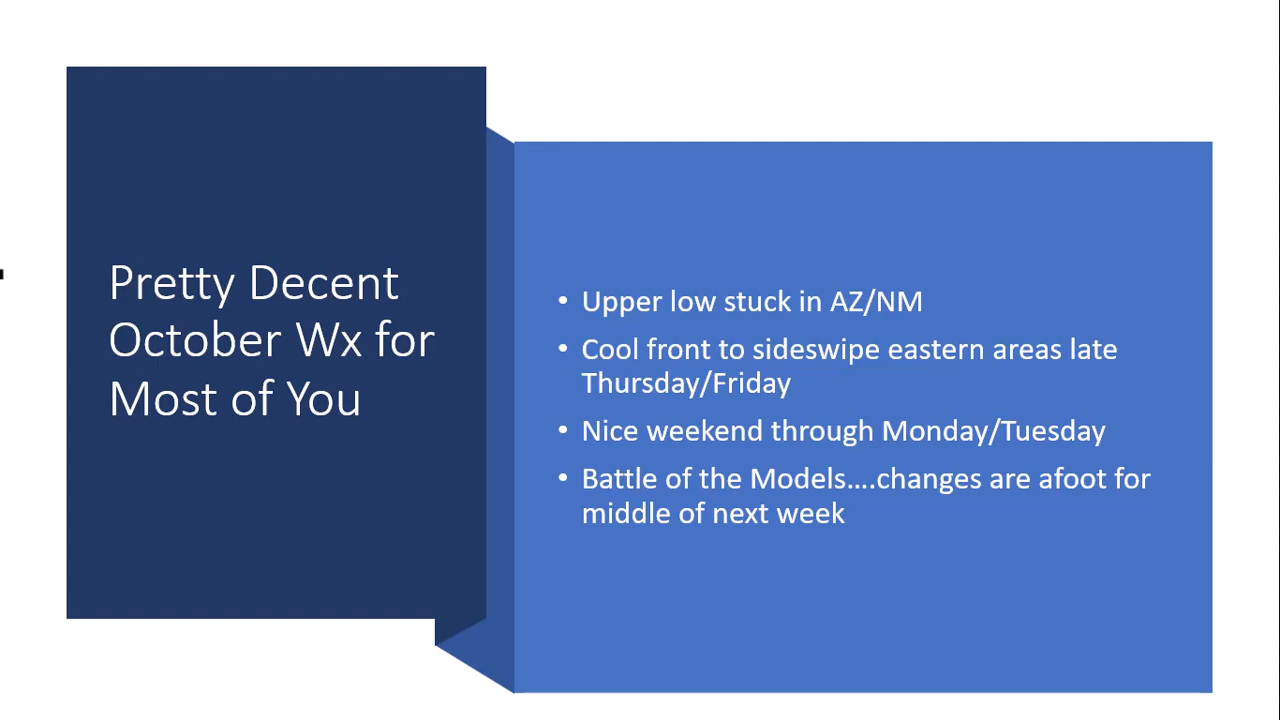 Pretty Decent
October Wx for
Most of You
• Upper low stuck in AZ/NM
• Cool front to sideswipe eastern areas late
Thursday/Friday
• Nice weekend through Monday/Tuesday
• Battle of the Models....changes are afoot for
middle of next week